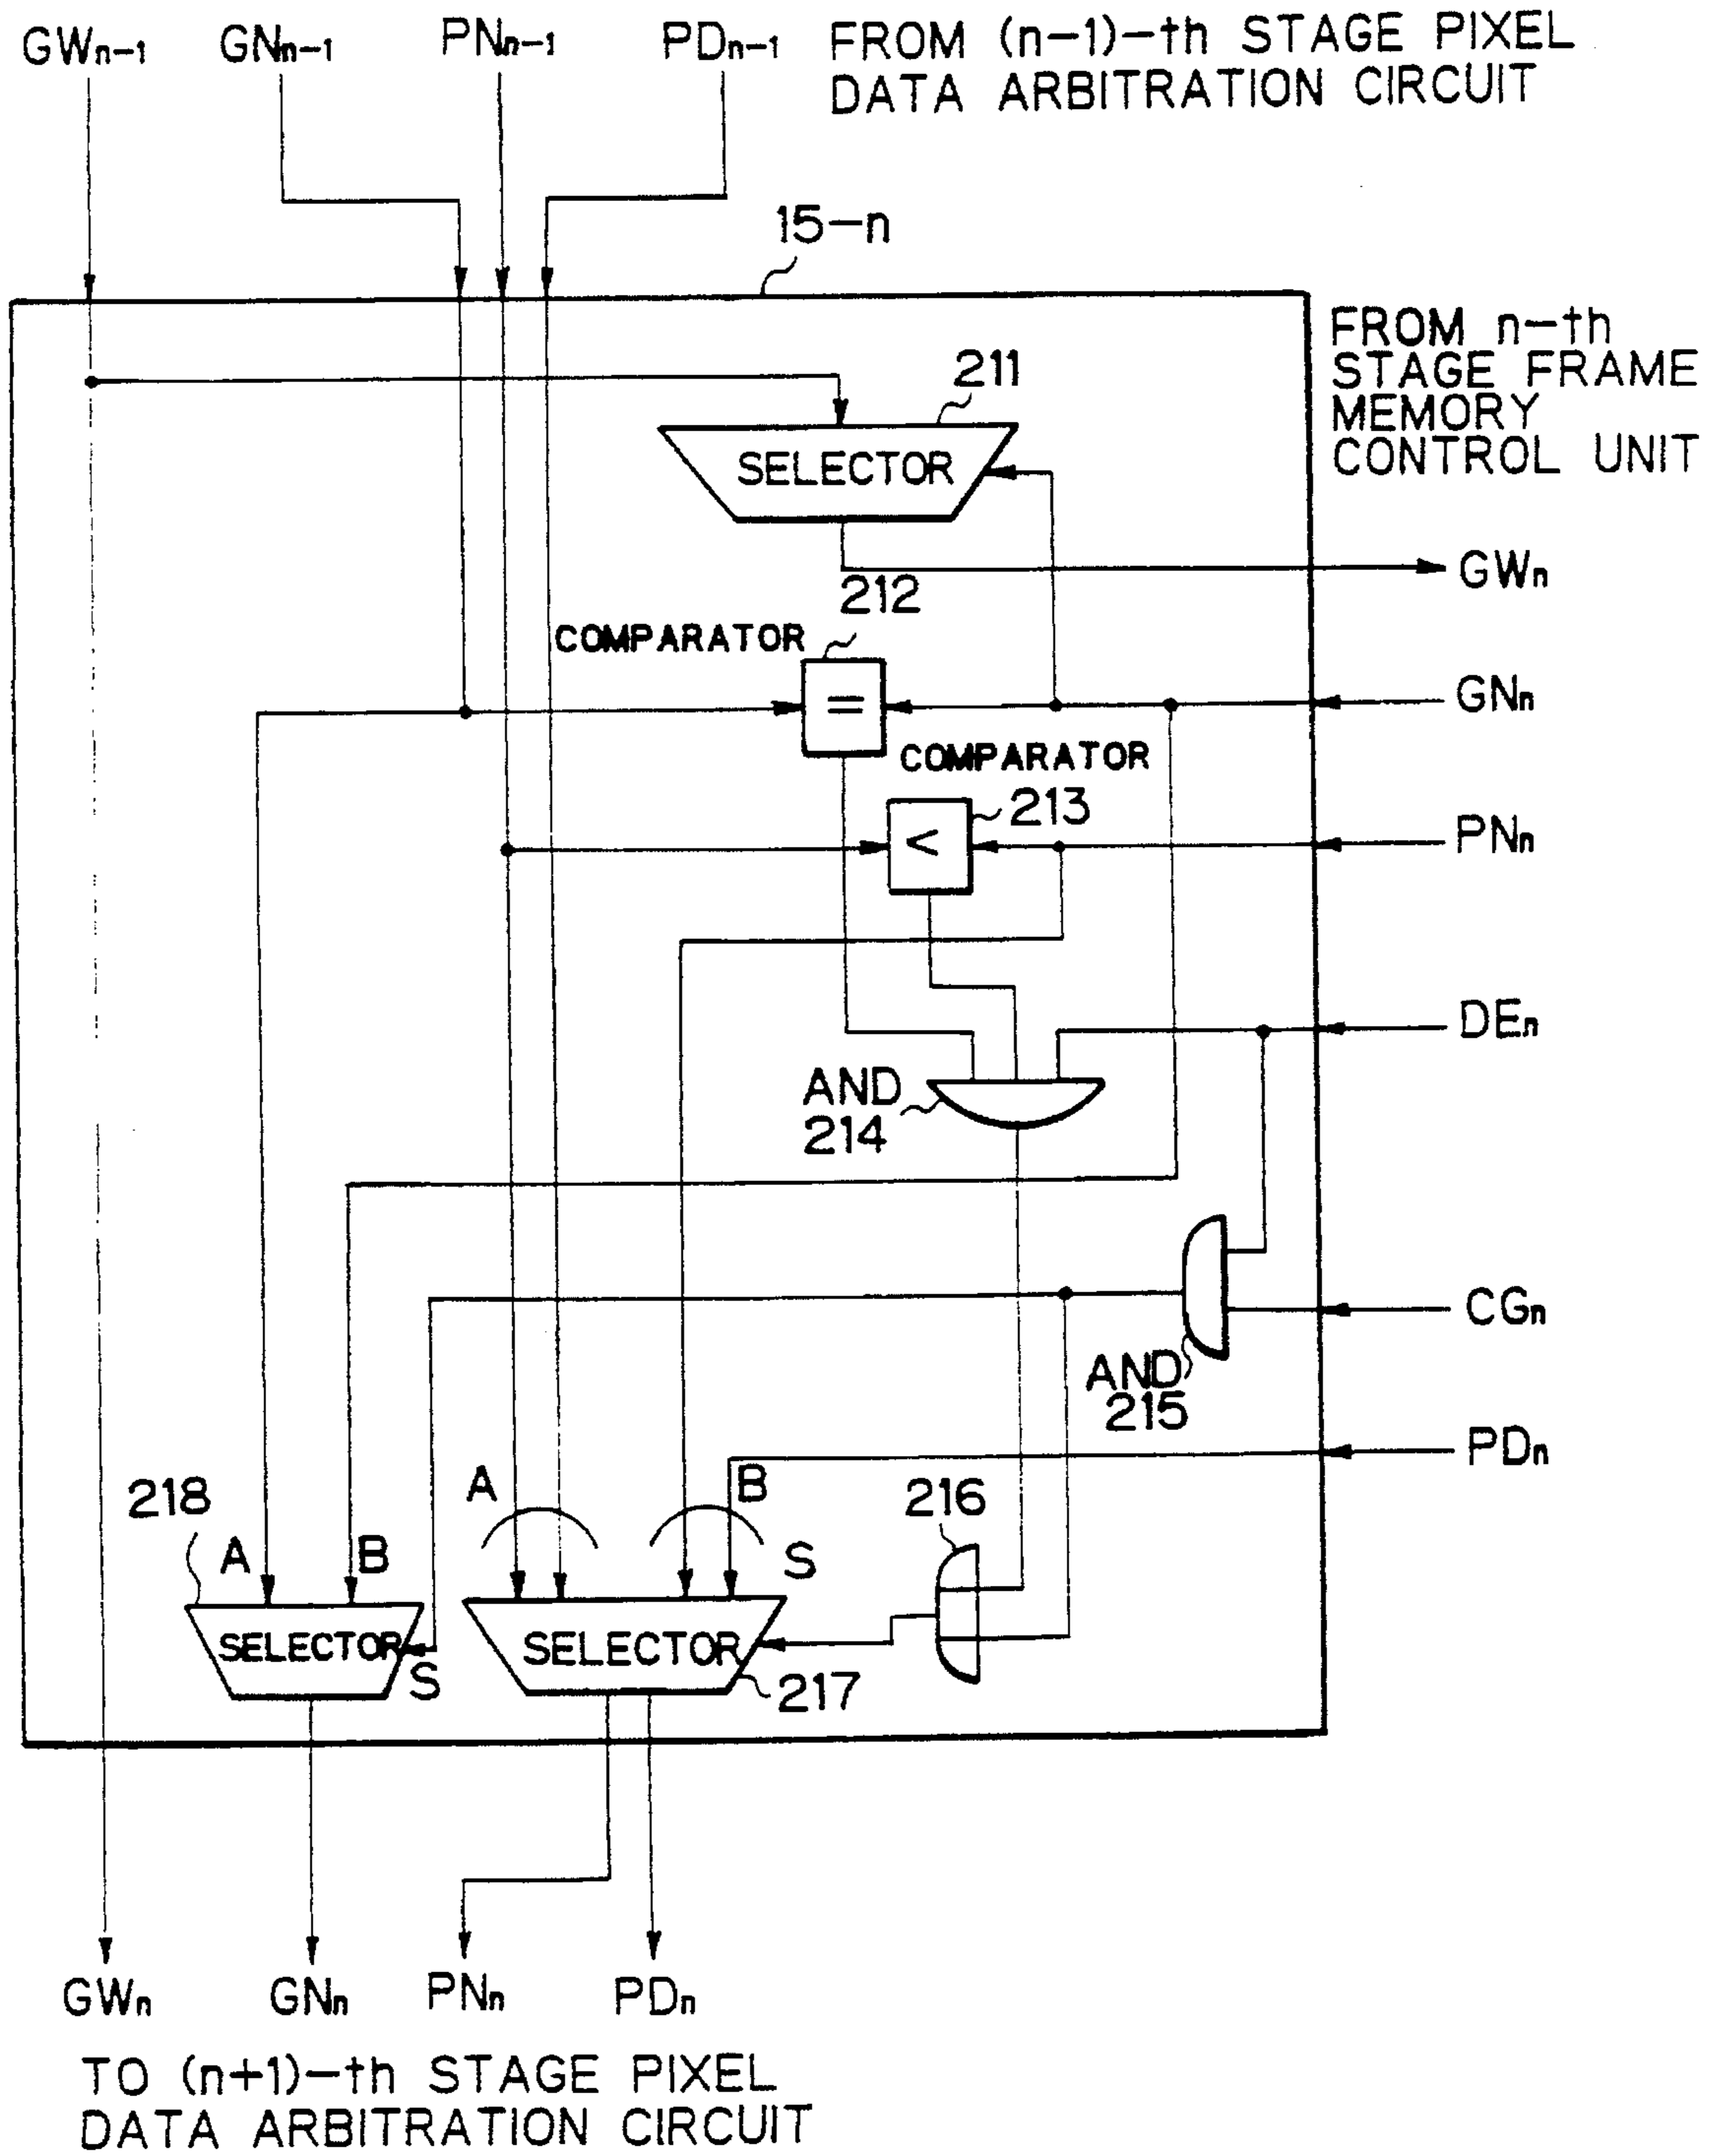 GWn-1 GNn-1 PNn-1 PDn-1
FROM (n-1)-th STAGE PIXEL
DATA ARBITRATION CIRCUIT
15-n
FROM n-th
STAGE FRAME
MEMORY
CONTROL UNIT
211
SELECTOR
GWn
212
COMPARATOR
=
GNn
COMPARATOR
213
<
PNn
DEn
AND
214
CGn
AND
215
PDn
218
A
B
A
B
S
216
SELECTOR
S
SELECTOR
217
GWn GNn PNn PDn
TO (n+1)-th STAGE PIXEL
DATA ARBITRATION CIRCUIT